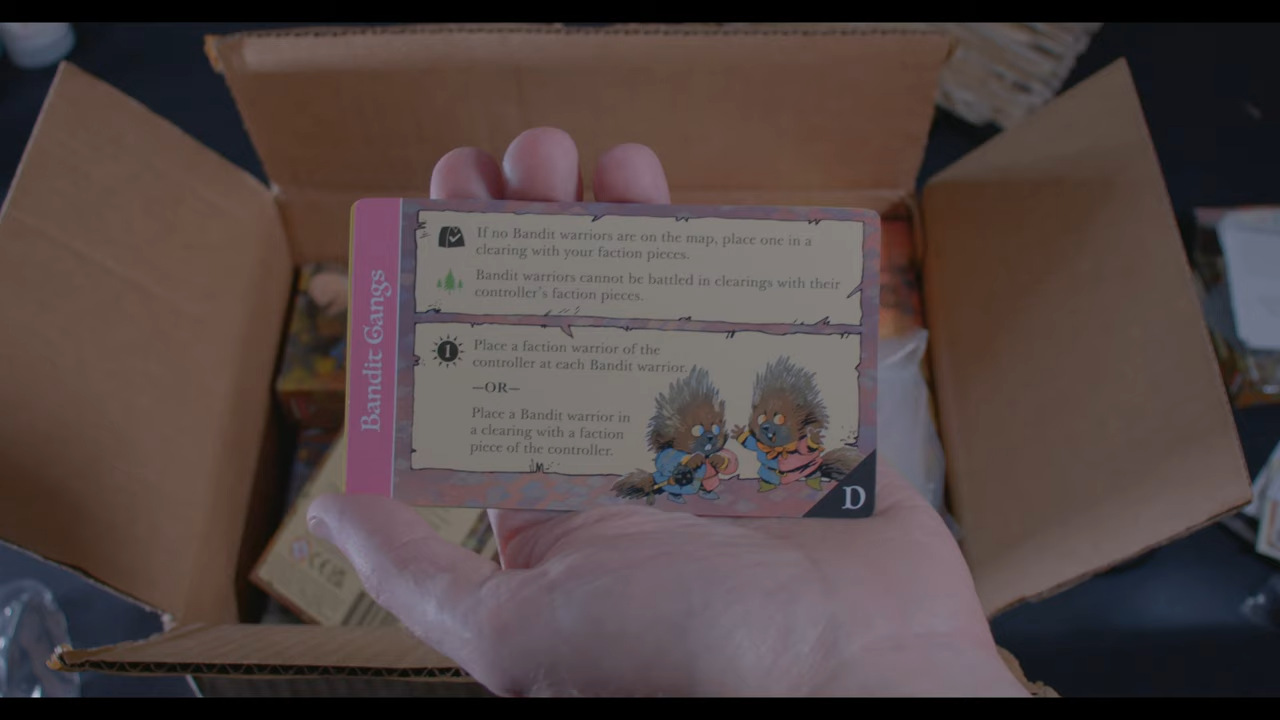 Bandit Gangs
If no Bandit warriors are on the map, place one in a
clearing with your faction pieces.
Bandit warriors cannot be battled in clearings with their
controller's faction pieces.
I
Place a faction warrior of the
controller at each Bandit warrior.
—OR—
Place a Bandit warrior in
a clearing with a faction
piece of the controller.
D
CE